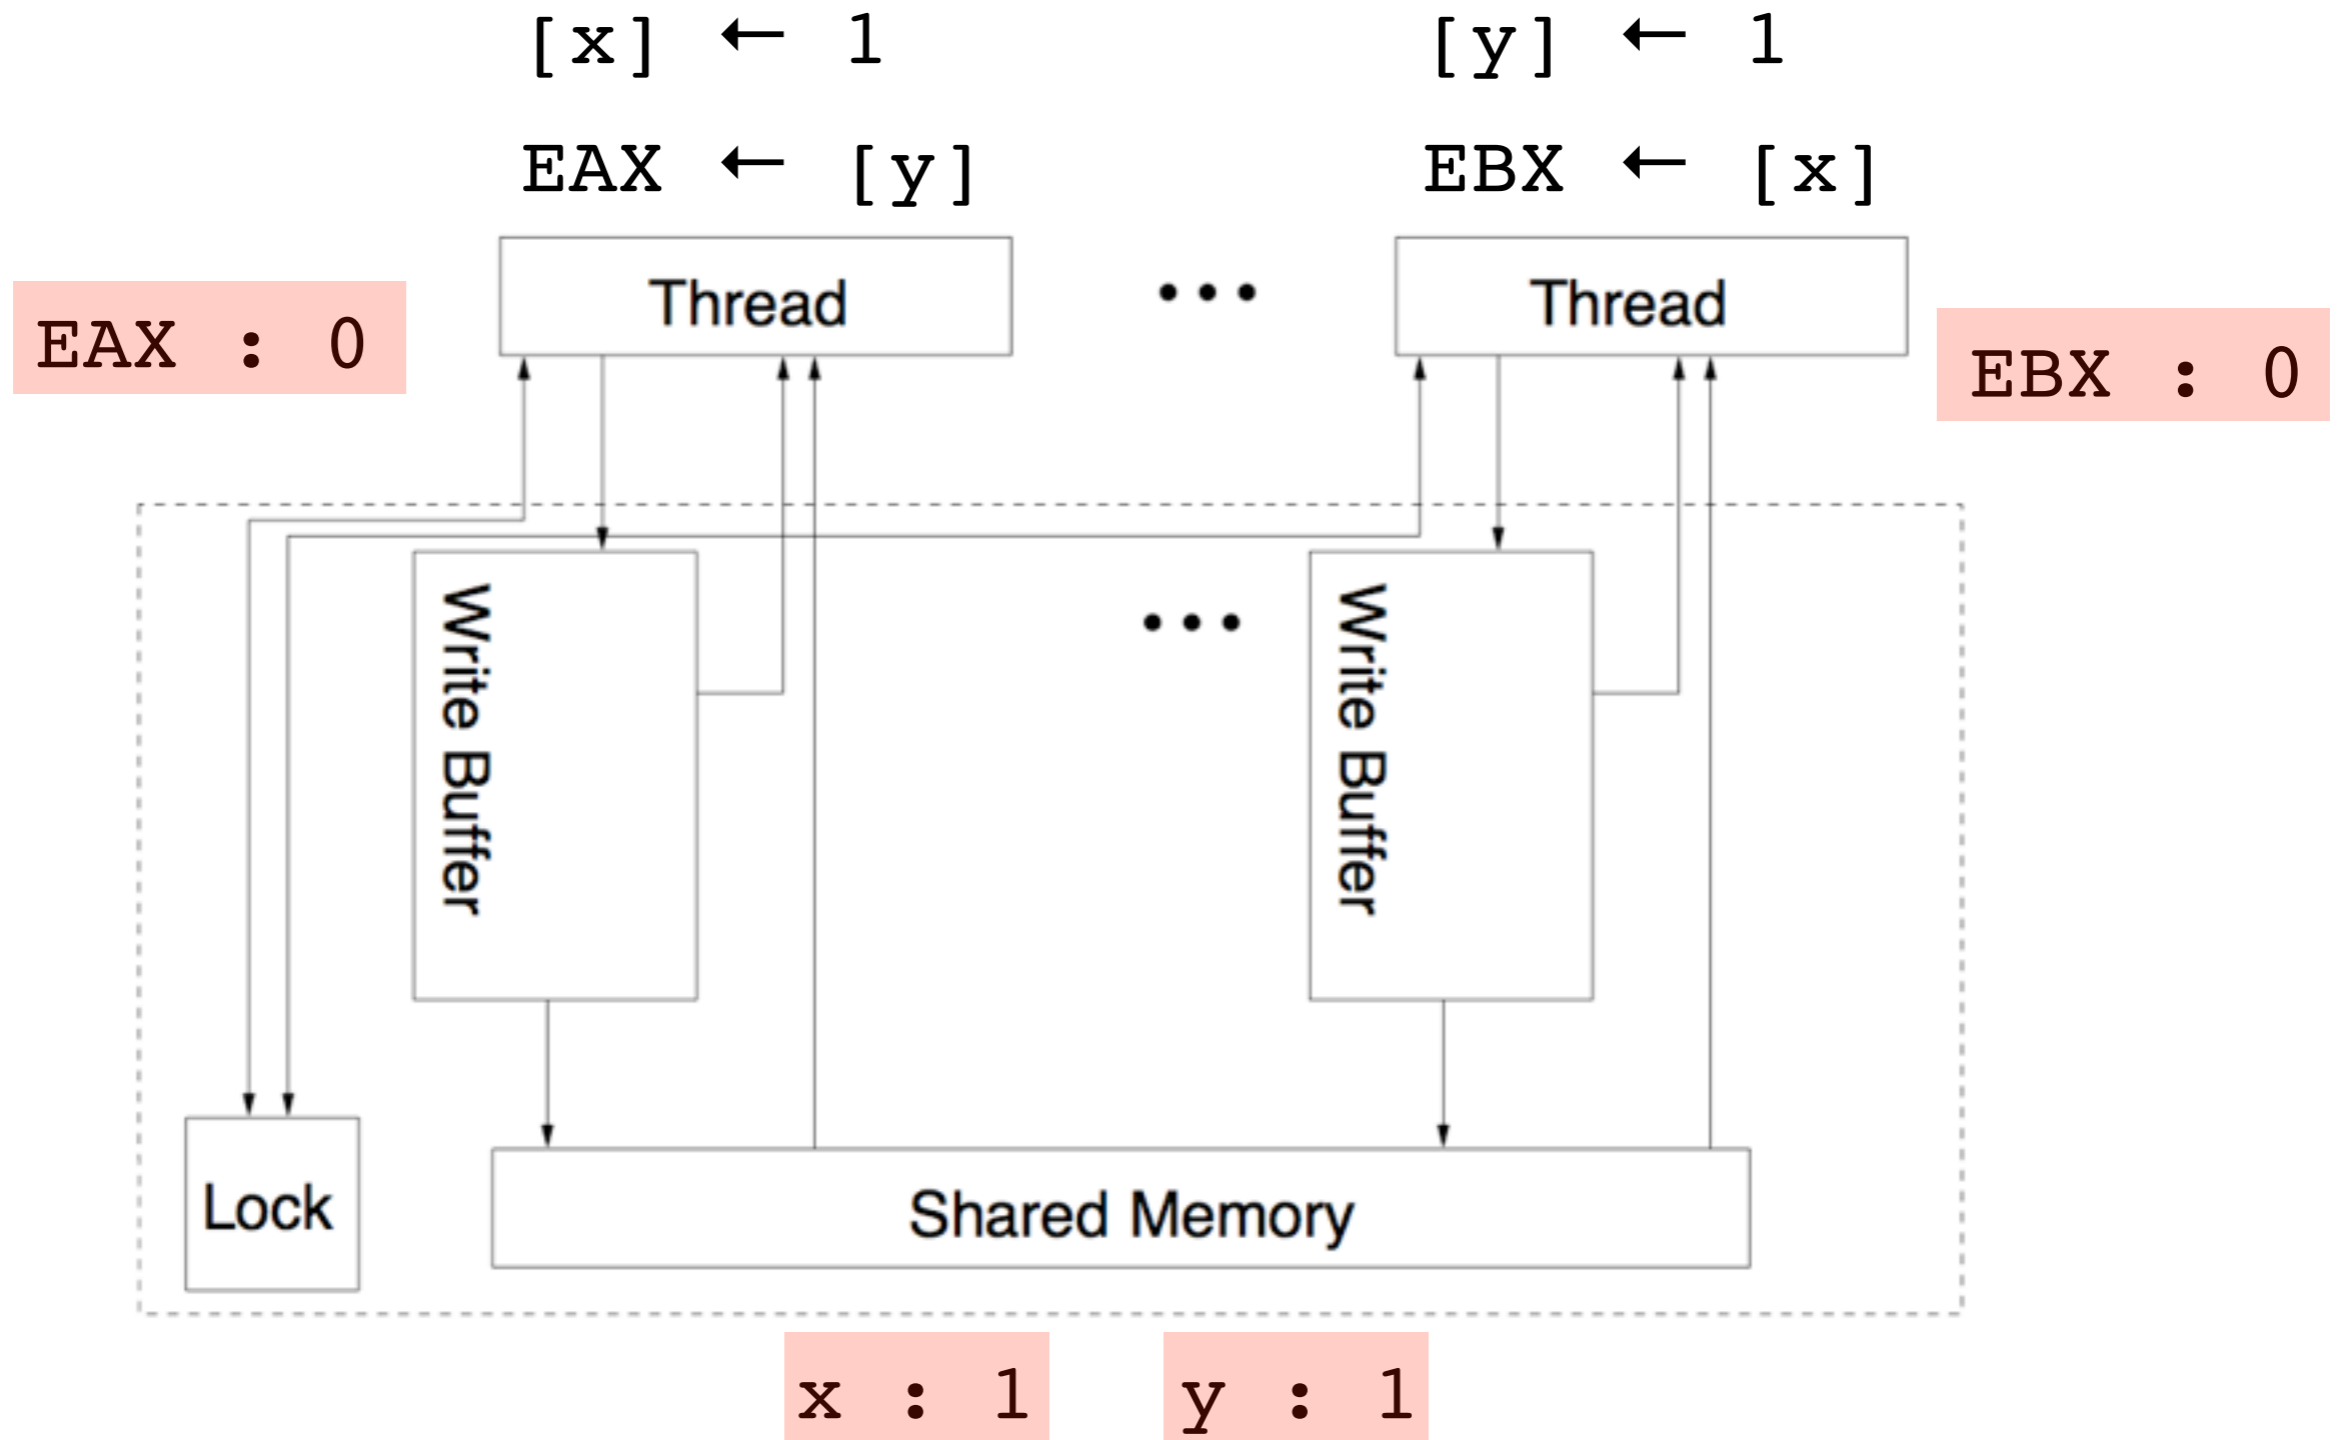 [x] ← 1
[y] ← 1
EAX ← [y]
EBX ← [x]
Thread
• • •
Thread
EAX : 0
EBX : 0
Write Buffer
• • •
Write Buffer
Lock
Shared Memory
x : 1
y : 1